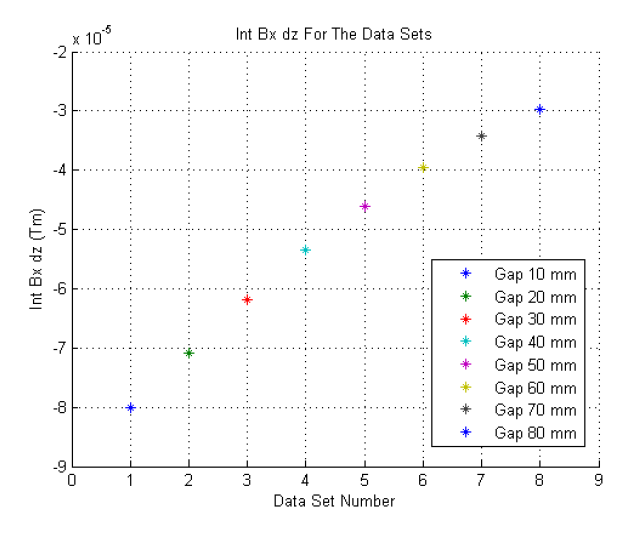 Int Bx dz For The Data Sets
x 10^-5
-2
-3
-4
-5
-6
-7
-8
-9
Int Bx dz (Tm)
Gap 10 mm
Gap 20 mm
Gap 30 mm
Gap 40 mm
Gap 50 mm
Gap 60 mm
Gap 70 mm
Gap 80 mm
0 1 2 3 4 5 6 7 8 9
Data Set Number